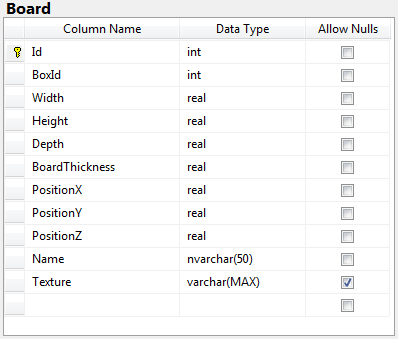 Board
Column Name Data Type Allow Nulls
Id int
BoxId int
Width real
Height real
Depth real
BoardThickness real
PositionX real
PositionY real
PositionZ real
Name nvarchar(50)
Texture varchar(MAX)